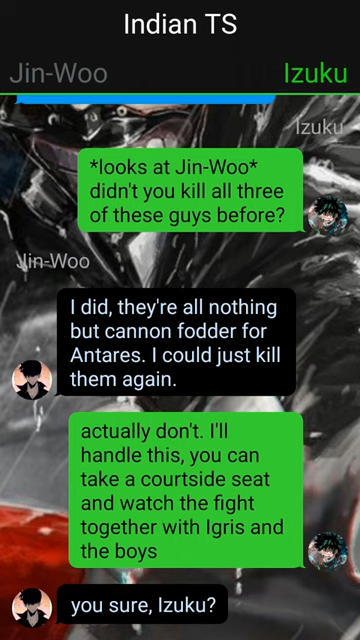 Indian TS
Jin-Woo Izuku
Izuku
*looks at Jin-Woo*
didn't you kill all three
of these guys before?
Jin-Woo
I did, they're all nothing
but cannon fodder for
Antares. I could just kill
them again.
actually don't. I'll
handle this, you can
take a courtside seat
and watch the fight
together with Igris and
the boys
you sure, Izuku?